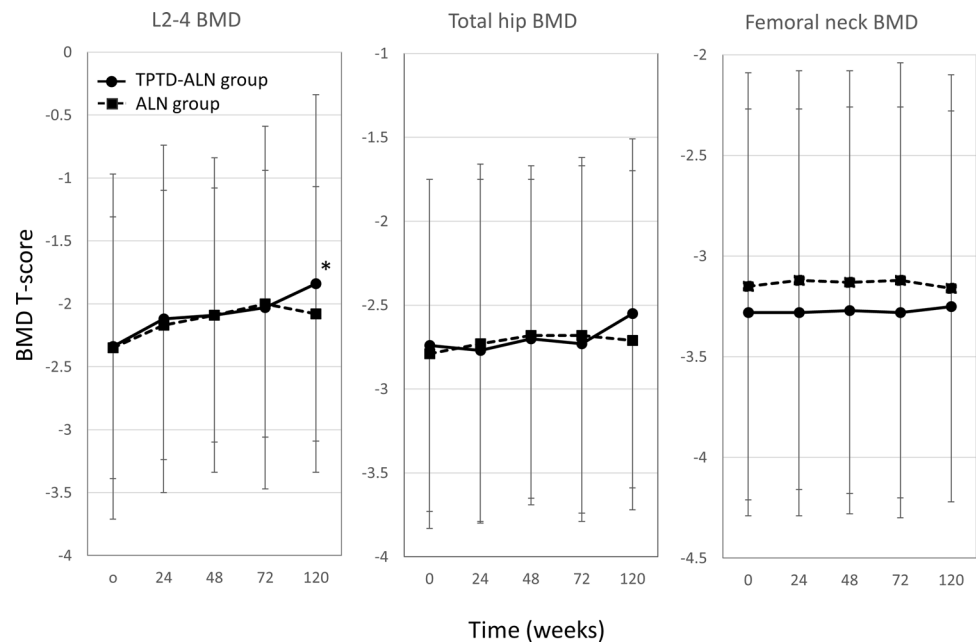 L2-4 BMD
Total hip BMD
Femoral neck BMD
BMD T-score
0
-0.5
-1
-1.5
-2
-2.5
-3
-3.5
-4
TPTD-ALN group
ALN group
*
o 24 48 72 120
-1
-1.5
-2
-2.5
-3
-3.5
-4
0 24 48 72 120
-2
-2.5
-3
-3.5
-4
-4.5
0 24 48 72 120
Time (weeks)